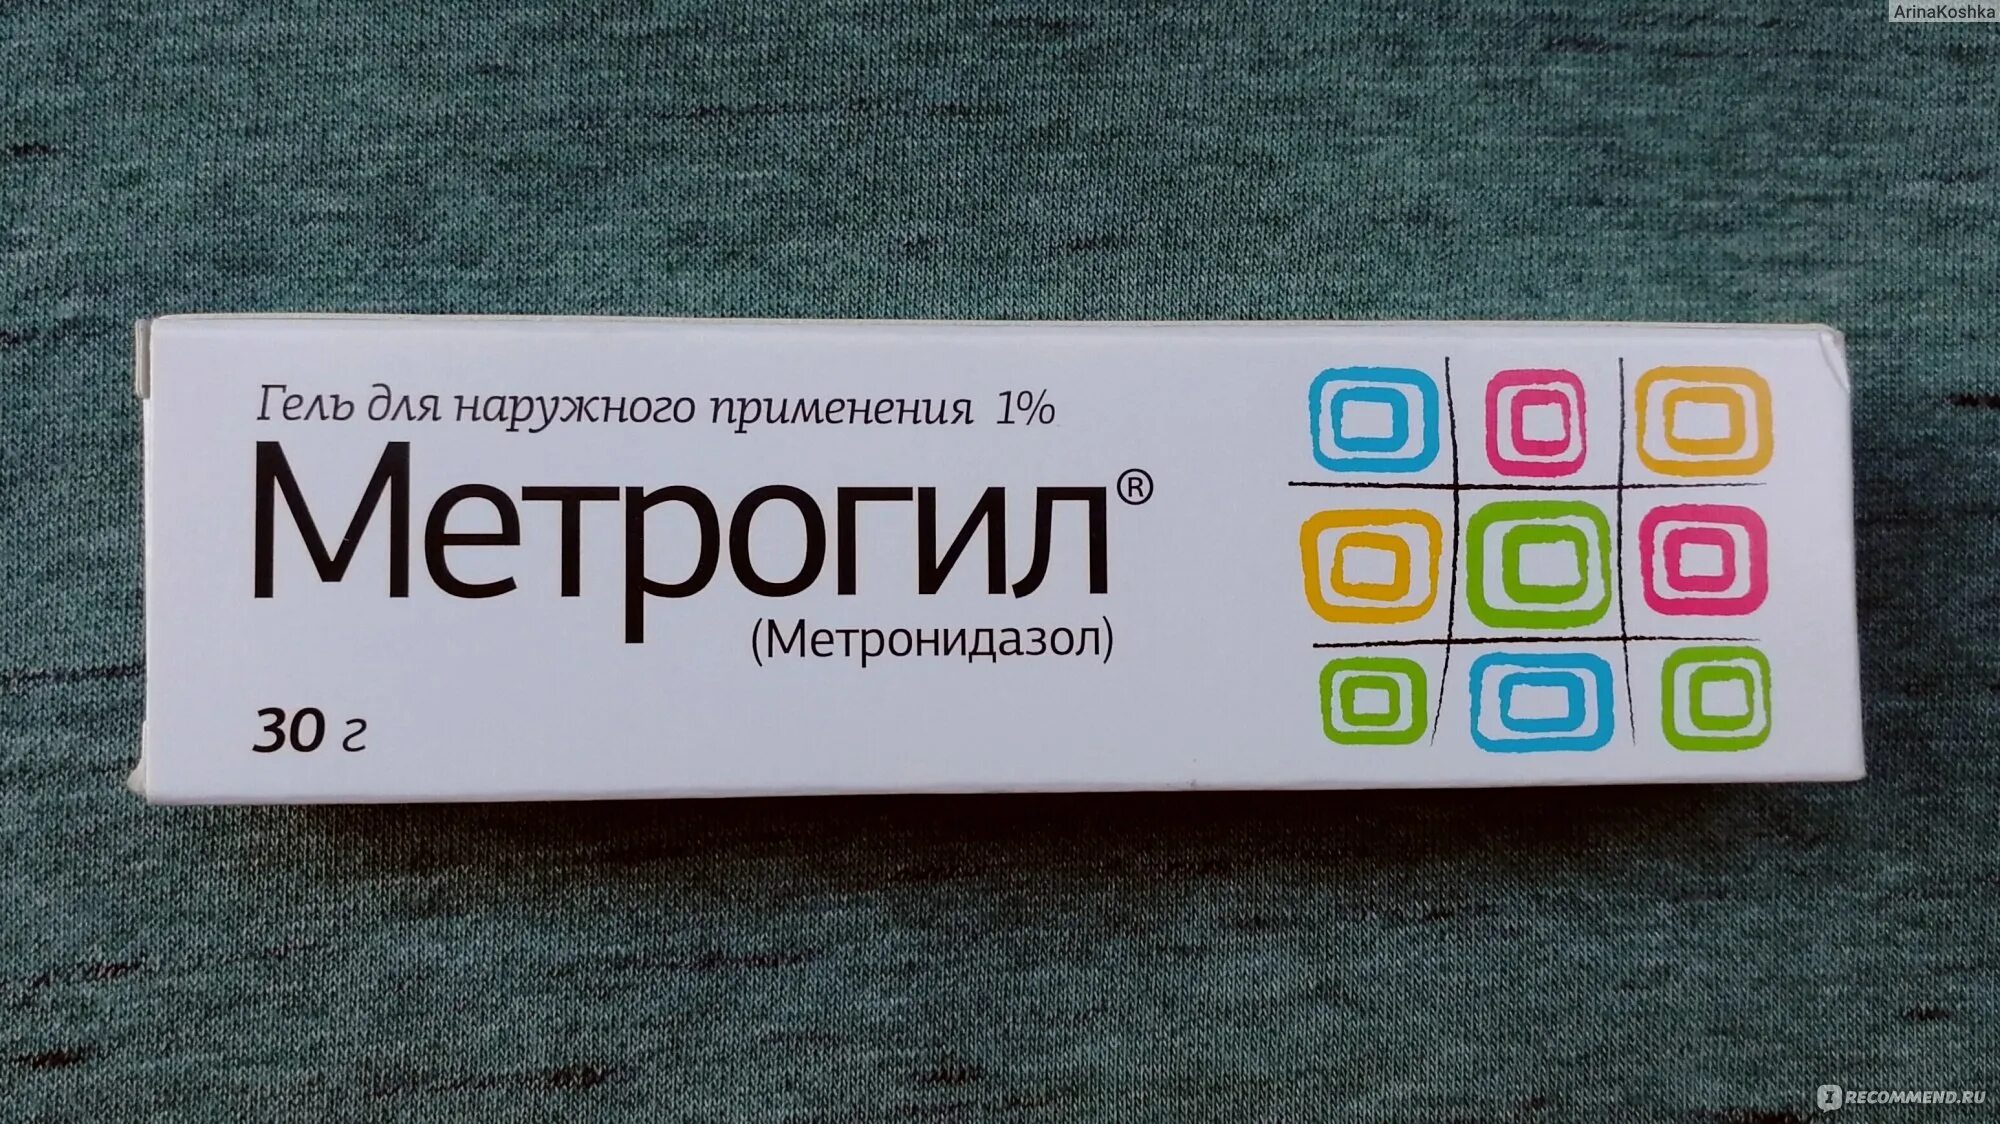 ArinaKoshka
Гель для наружного применения 1%
Метрогил®
(Метронидазол)
30 г
RECOMMEND.RU